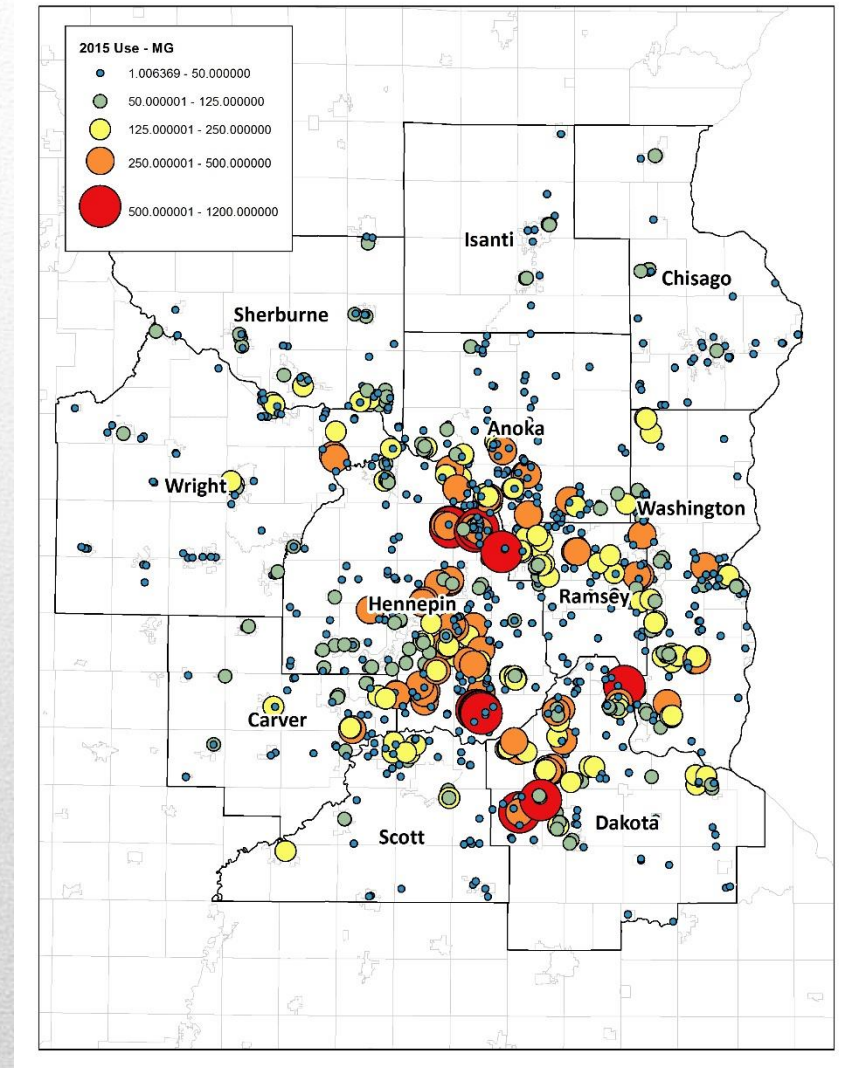 2015 Use - MG
1.006369 - 50.000000
50.000001 - 125.000000
125.000001 - 250.000000
250.000001 - 500.000000
500.000001 - 1200.000000
Isanti
Chisago
Sherburne
Anoka
Wright
Washington
Hennepin
Ramsey
Carver
Scott
Dakota